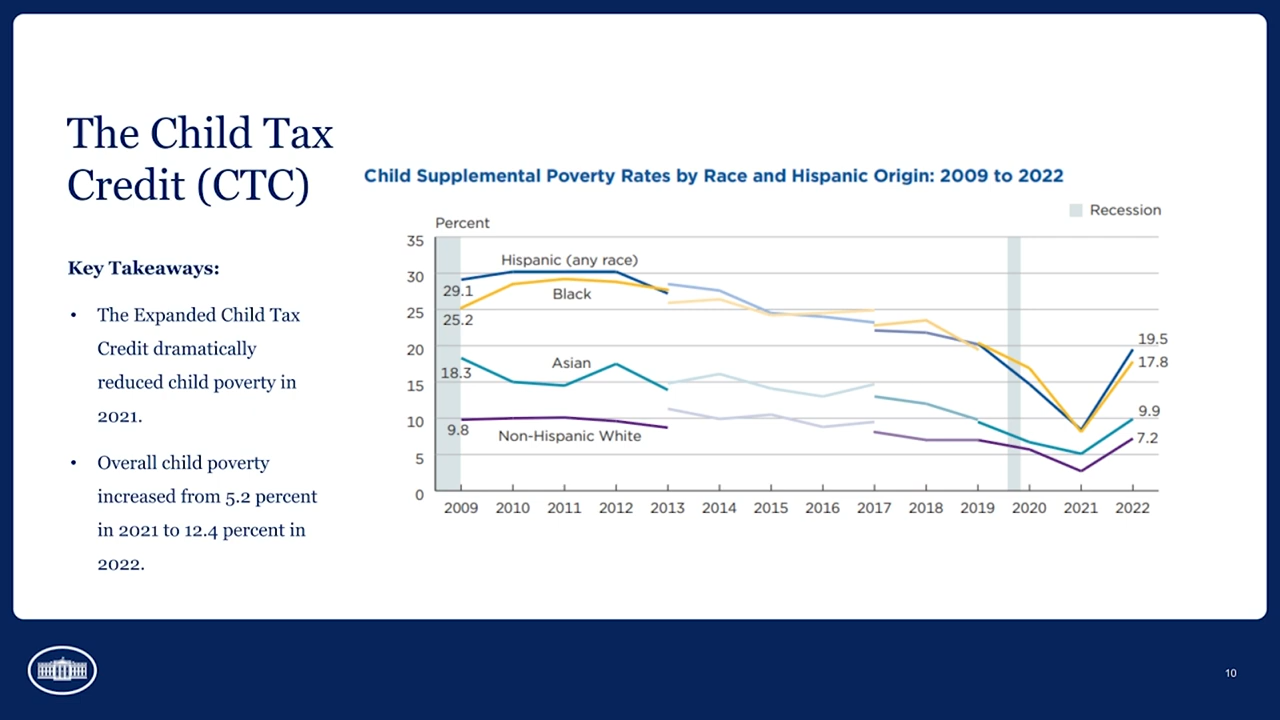 The Child Tax
Credit (CTC)
Key Takeaways:
• The Expanded Child Tax
Credit dramatically
reduced child poverty in
2021.
• Overall child poverty
increased from 5.2 percent
in 2021 to 12.4 percent in
2022.
Child Supplemental Poverty Rates by Race and Hispanic Origin: 2009 to 2022
Recession
Percent
35
30
25
20
15
10
5
0
Hispanic (any race)
29.1
Black
25.2
Asian
18.3
9.8
Non-Hispanic White
19.5
17.8
9.9
7.2
2009 2010 2011 2012 2013 2014 2015 2016 2017 2018 2019 2020 2021 2022
10